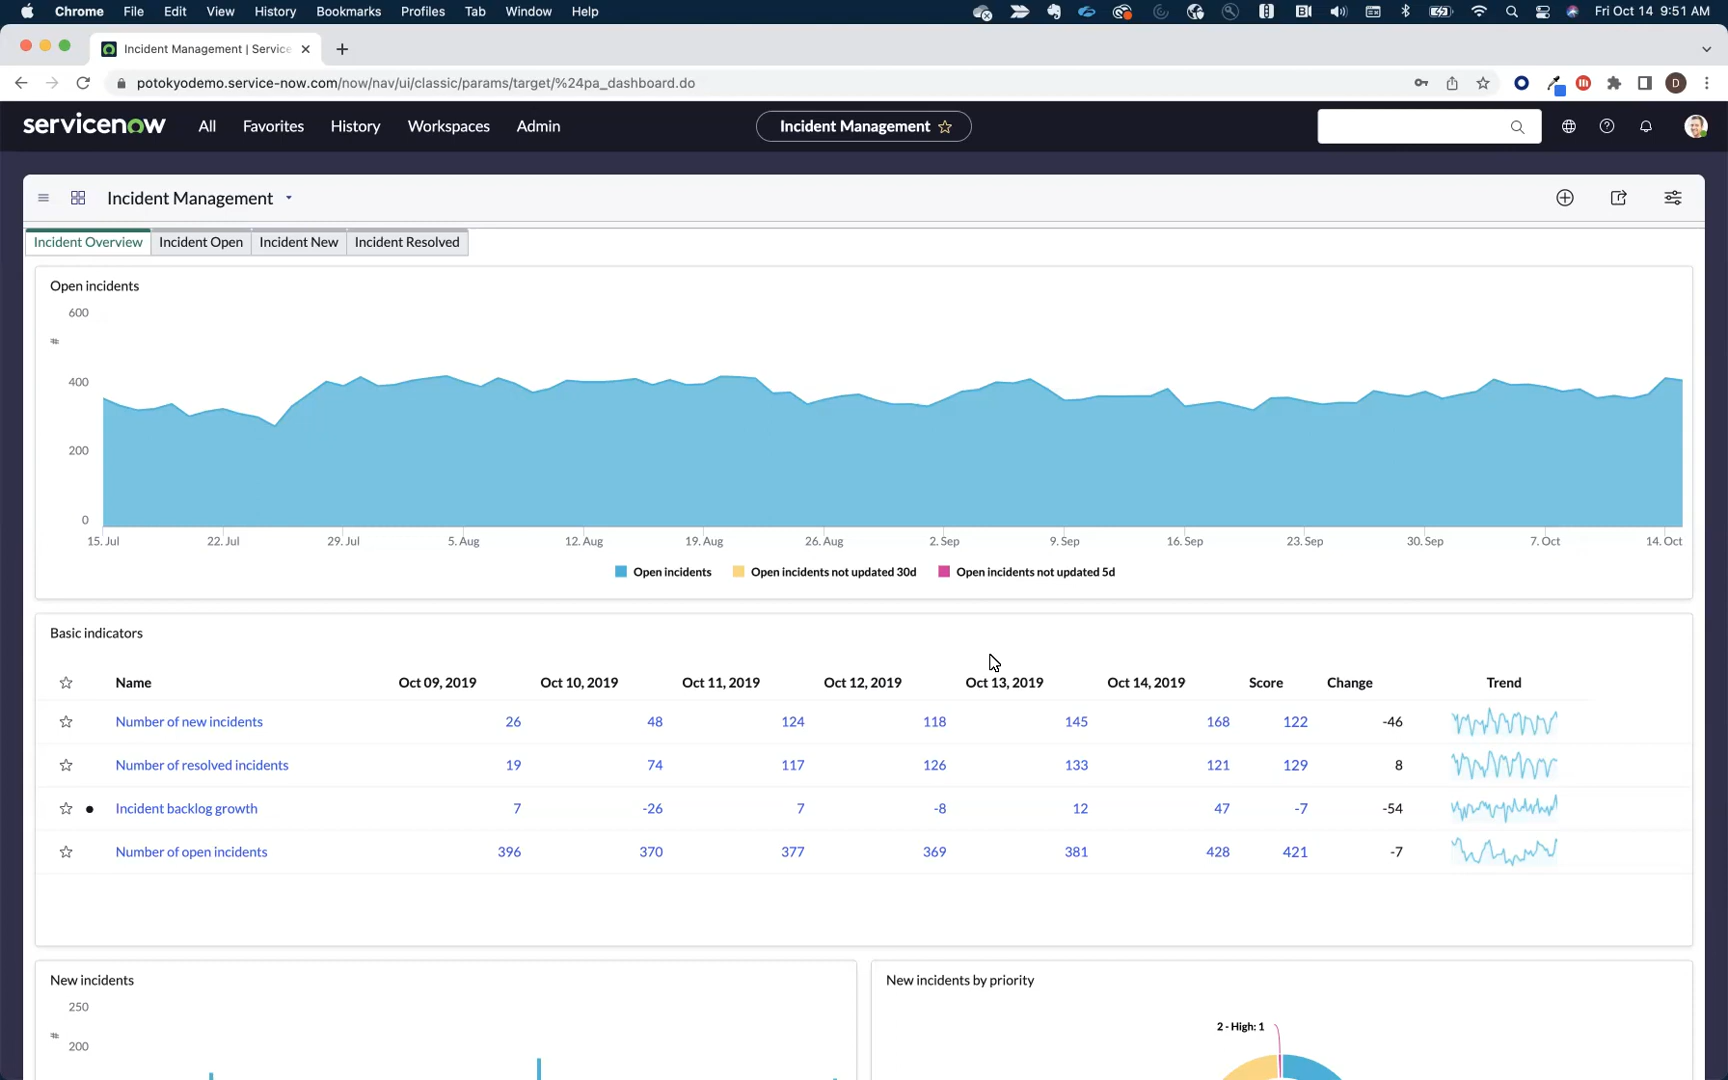 Chrome File Edit View History Bookmarks Profiles Tab Window Help Fri Oct 14 9:51 AM
Incident Management | Service
potokyodemo.service-now.com/now/nav/ui/classic/params/target/%24pa_dashboard.do D
servicenow All Favorites History Workspaces Admin Incident Management
Incident Management
Incident Overview Incident Open Incident New Incident Resolved
Open incidents
600
#
400
200
0
15. Jul 22. Jul 29. Jul 5. Aug 12. Aug 19. Aug 26. Aug 2. Sep 9. Sep 16. Sep 23. Sep 30. Sep 7. Oct 14. Oct
Open incidents Open incidents not updated 30d Open incidents not updated 5d
Basic indicators
Name Oct 09, 2019 Oct 10, 2019 Oct 11, 2019 Oct 12, 2019 Oct 13, 2019 Oct 14, 2019 Score Change Trend
Number of new incidents 26 48 124 118 145 168 122 -46
Number of resolved incidents 19 74 117 126 133 121 129 8
Incident backlog growth 7 -26 7 -8 12 47 -7 -54
Number of open incidents 396 370 377 369 381 428 421 -7
New incidents New incidents by priority
250
2 - High: 1
#
200